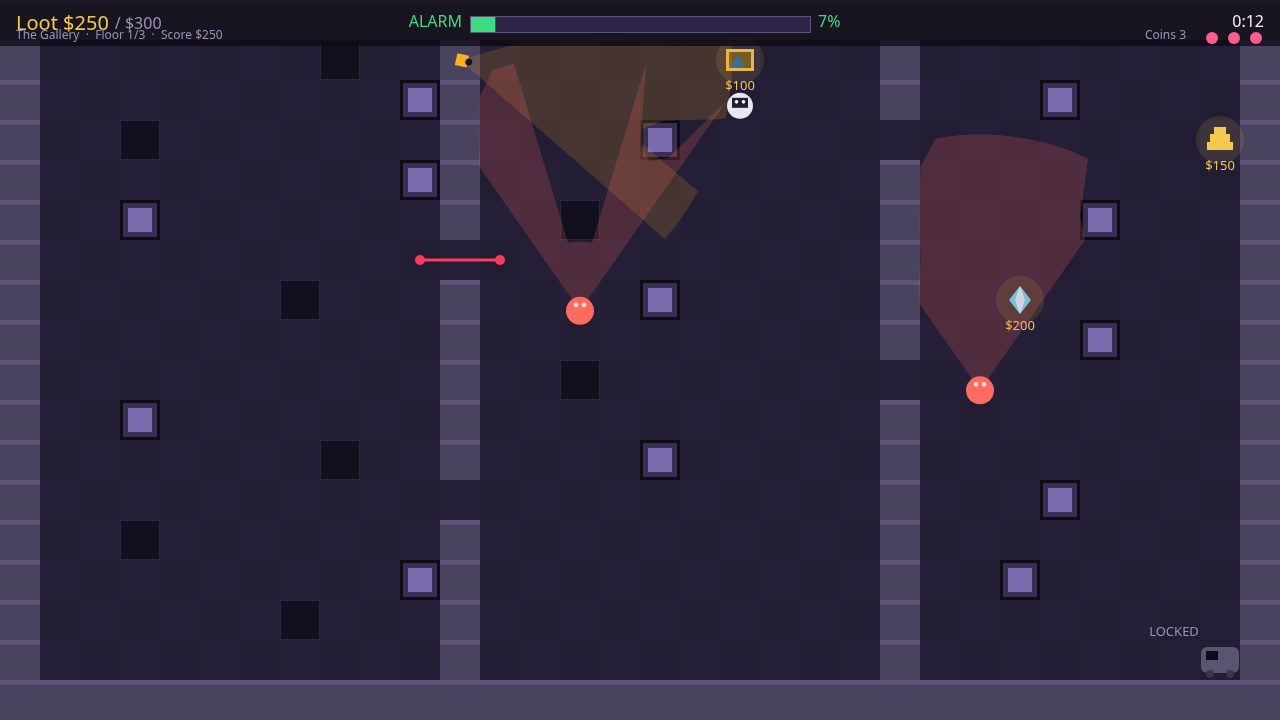 Loot $250 / $300
ALARM 7%
0:12
The Gallery · Floor 1/3 · Score $250
Coins 3
$100
$150
$200
LOCKED